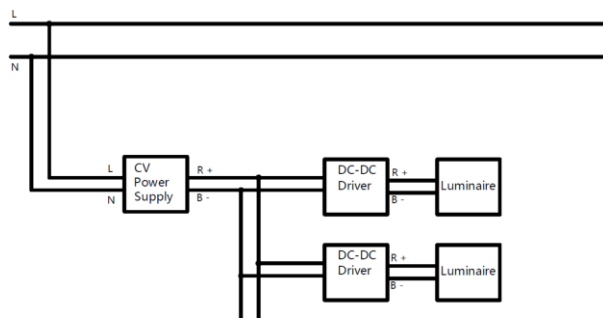 L
N
L
N
CV
Power
Supply
R +
B -
DC-DC
Driver
R +
B -
Luminaire
DC-DC
Driver
R +
B -
Luminaire